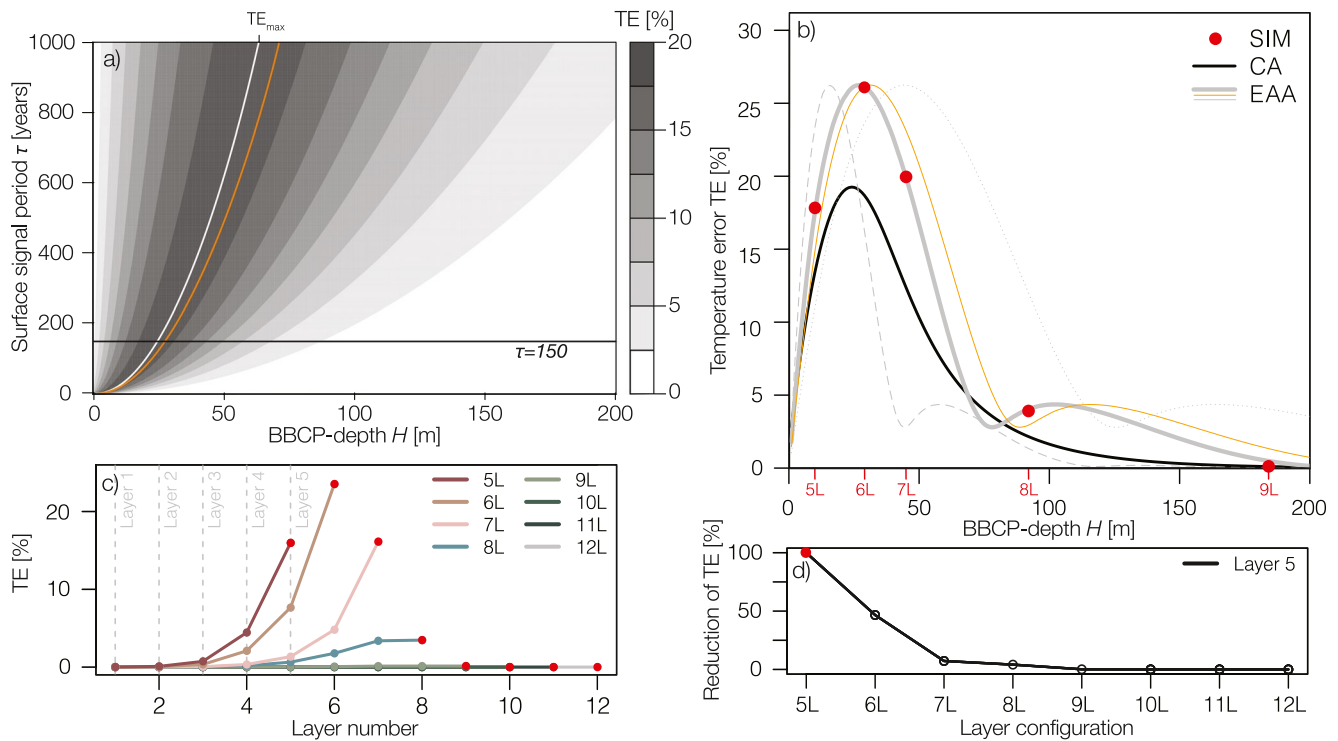 TE max
TE [%]
a)
1000
800
600
400
200
0
Surface signal period τ [years]
τ=150
0 50 100 150 200
BBCP-depth H [m]
20
15
10
5
0
b)
SIM
CA
EAA
30
25
20
15
10
5
0
Temperature error TE [%]
5L 6L 7L 8L 9L
0 50 100 150 200
BBCP-depth H [m]
c)
Layer 1
Layer 2
Layer 3
Layer 4
Layer 5
5L 9L
6L 10L
7L 11L
8L 12L
20
10
0
TE [%]
2 4 6 8 10 12
Layer number
d)
Layer 5
100
50
0
Reduction of TE [%]
5L 6L 7L 8L 9L 10L 11L 12L
Layer configuration